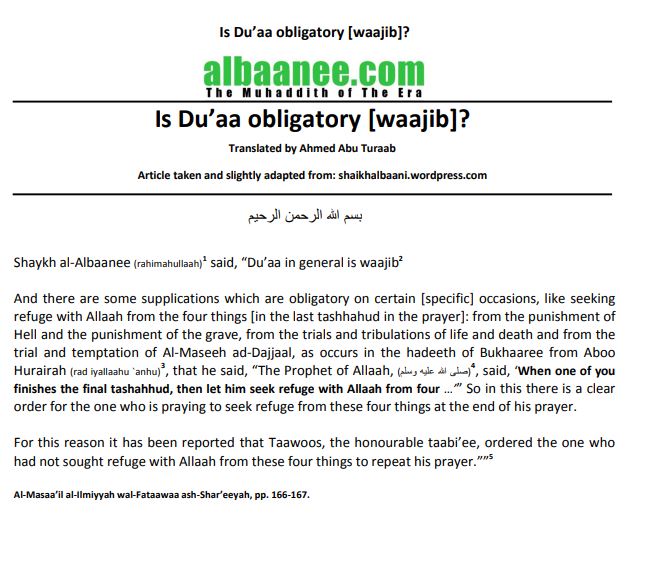 Is Du’aa obligatory [waajib]?
albaanee.com
The Muhaddith of The Era
Is Du’aa obligatory [waajib]?
Translated by Ahmed Abu Turaab
Article taken and slightly adapted from: shaikhalbaani.wordpress.com
بسم الله الرحمن الرحيم
Shaykh al-Albaanee (rahimahullaah)¹ said, “Du’aa in general is waajib²
And there are some supplications which are obligatory on certain [specific] occasions, like seeking
refuge with Allaah from the four things [in the last tashhahud in the prayer]: from the punishment of
Hell and the punishment of the grave, from the trials and tribulations of life and death and from the
trial and temptation of Al-Maseeh ad-Dajjaal, as occurs in the hadeeth of Bukhaaree from Aboo
Hurairah (rad iyallaahu `anhu)³, that he said, “The Prophet of Allaah, (صلى الله عليه وسلم)⁴, said, ‘When one of you
finishes the final tashahhud, then let him seek refuge with Allaah from four …’” So in this there is a clear
order for the one who is praying to seek refuge from these four things at the end of his prayer.
For this reason it has been reported that Taawoos, the honourable taabi’ee, ordered the one who
had not sought refuge with Allaah from these four things to repeat his prayer.””⁵
Al-Masaa’il al-Ilmiyyah wal-Fataawaa ash-Shar’eeyah, pp. 166-167.